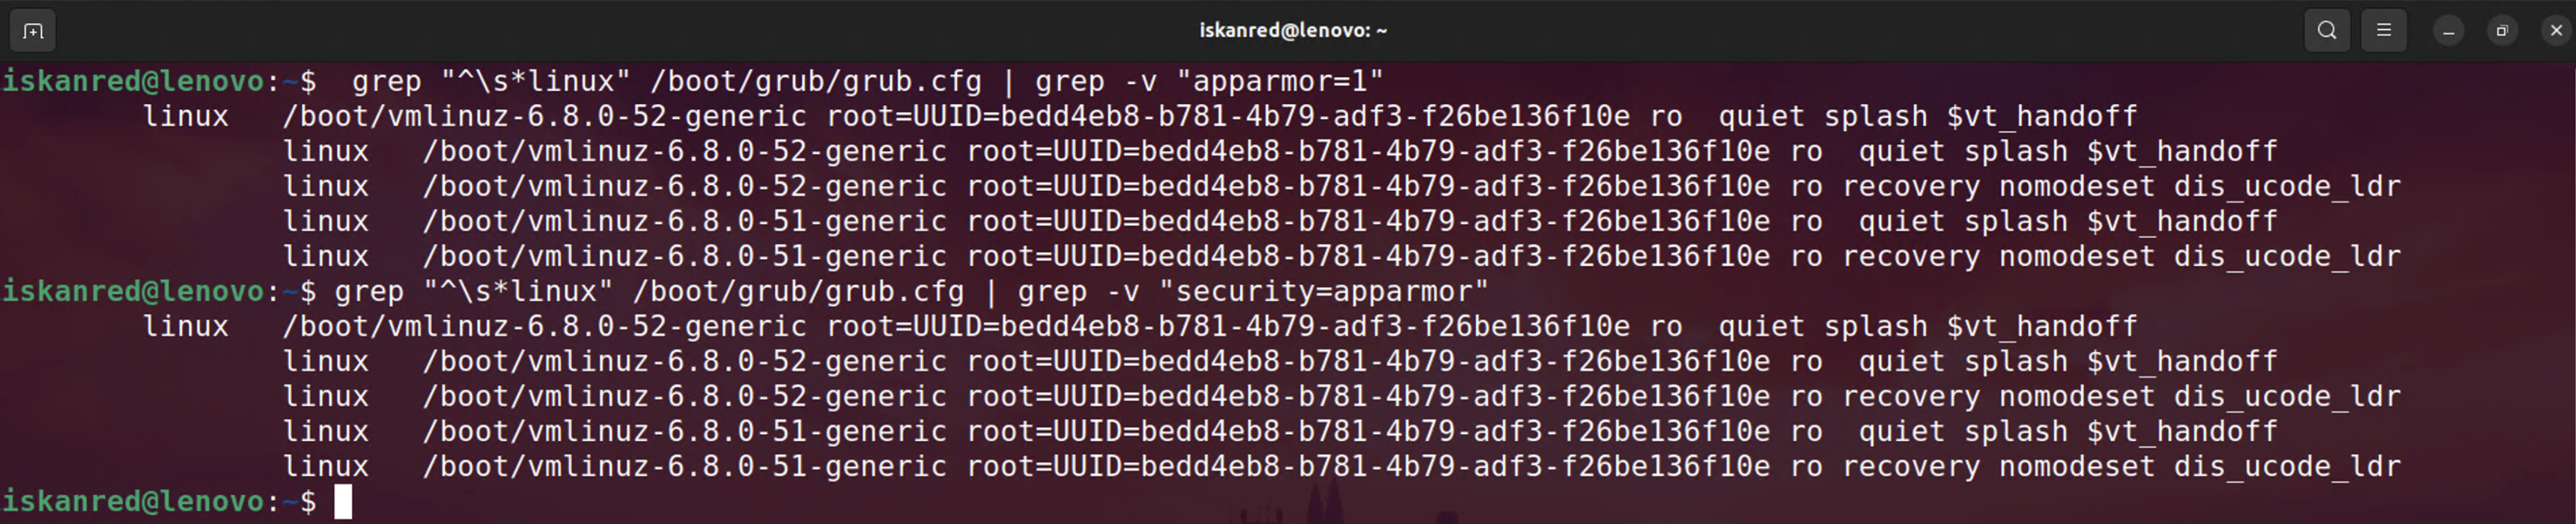 iskanred@lenovo: ~
iskanred@lenovo:~$  grep "^\s*linux" /boot/grub/grub.cfg | grep -v "apparmor=1"
        linux   /boot/vmlinuz-6.8.0-52-generic root=UUID=bedd4eb8-b781-4b79-adf3-f26be136f10e ro  quiet splash $vt_handoff
                linux   /boot/vmlinuz-6.8.0-52-generic root=UUID=bedd4eb8-b781-4b79-adf3-f26be136f10e ro  quiet splash $vt_handoff
                linux   /boot/vmlinuz-6.8.0-52-generic root=UUID=bedd4eb8-b781-4b79-adf3-f26be136f10e ro recovery nomodeset dis_ucode_ldr
                linux   /boot/vmlinuz-6.8.0-51-generic root=UUID=bedd4eb8-b781-4b79-adf3-f26be136f10e ro  quiet splash $vt_handoff
                linux   /boot/vmlinuz-6.8.0-51-generic root=UUID=bedd4eb8-b781-4b79-adf3-f26be136f10e ro recovery nomodeset dis_ucode_ldr
iskanred@lenovo:~$ grep "^\s*linux" /boot/grub/grub.cfg | grep -v "security=apparmor"
        linux   /boot/vmlinuz-6.8.0-52-generic root=UUID=bedd4eb8-b781-4b79-adf3-f26be136f10e ro  quiet splash $vt_handoff
                linux   /boot/vmlinuz-6.8.0-52-generic root=UUID=bedd4eb8-b781-4b79-adf3-f26be136f10e ro  quiet splash $vt_handoff
                linux   /boot/vmlinuz-6.8.0-52-generic root=UUID=bedd4eb8-b781-4b79-adf3-f26be136f10e ro recovery nomodeset dis_ucode_ldr
                linux   /boot/vmlinuz-6.8.0-51-generic root=UUID=bedd4eb8-b781-4b79-adf3-f26be136f10e ro  quiet splash $vt_handoff
                linux   /boot/vmlinuz-6.8.0-51-generic root=UUID=bedd4eb8-b781-4b79-adf3-f26be136f10e ro recovery nomodeset dis_ucode_ldr
iskanred@lenovo:~$